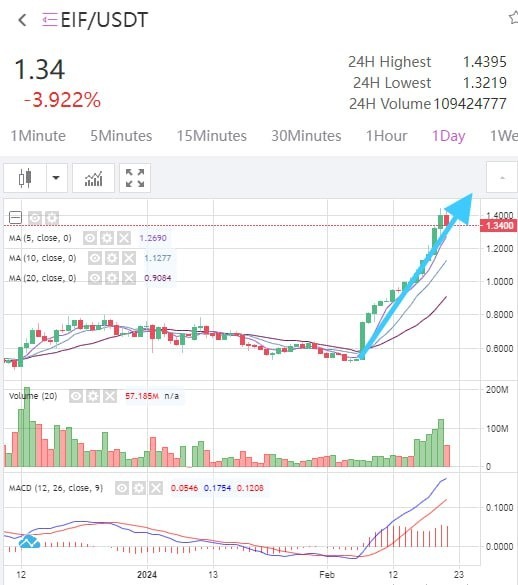 EIF/USDT
1.34
-3.922%
24H Highest 1.4395
24H Lowest 1.3219
24H Volume 109424777
1Minute 5Minutes 15Minutes 30Minutes 1Hour 1Day 1We
MA (5, close, 0) 1.2690
MA (10, close, 0) 1.1277
MA (20, close, 0) 0.9084
1.4000
1.3400
1.2000
1.0000
0.8000
0.6000
Volume (20) 57.185M n/a
200M
100M
0
MACD (12, 26, close, 9) 0.0546 0.1754 0.1208
0.1000
0.0000
12 2024 13 Feb 12 23